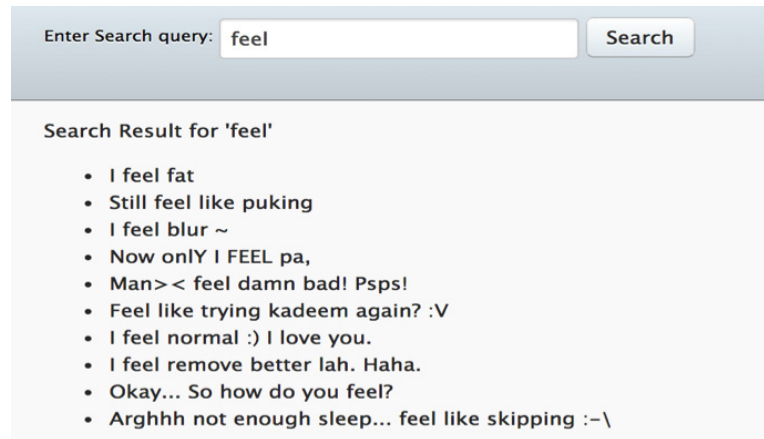 Enter Search query: feel Search
Search Result for 'feel'
• I feel fat
• Still feel like puking
• I feel blur ~
• Now onlY I FEEL pa,
• Man>< feel damn bad! Psps!
• Feel like trying kadeem again? :V
• I feel normal :) I love you.
• I feel remove better lah. Haha.
• Okay... So how do you feel?
• Arghhh not enough sleep... feel like skipping :-\